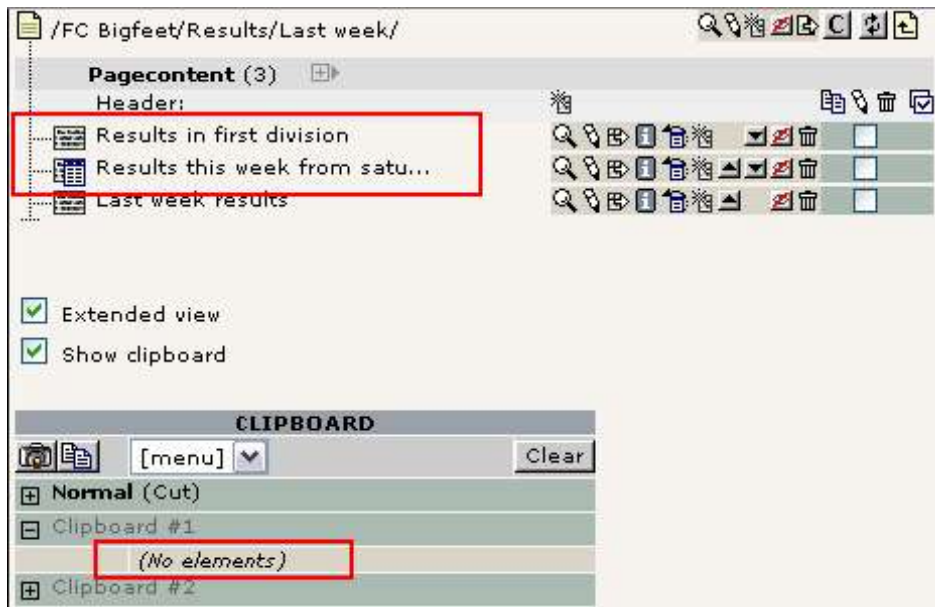 /FC Bigfeet/Results/Last week/
C
Pagecontent (3)
Header:
Results in first division
Results this week from satu...
Last week results
Extended view
Show clipboard
CLIPBOARD
[menu]
Clear
Normal (Cut)
Clipboard #1
(No elements)
Clipboard #2